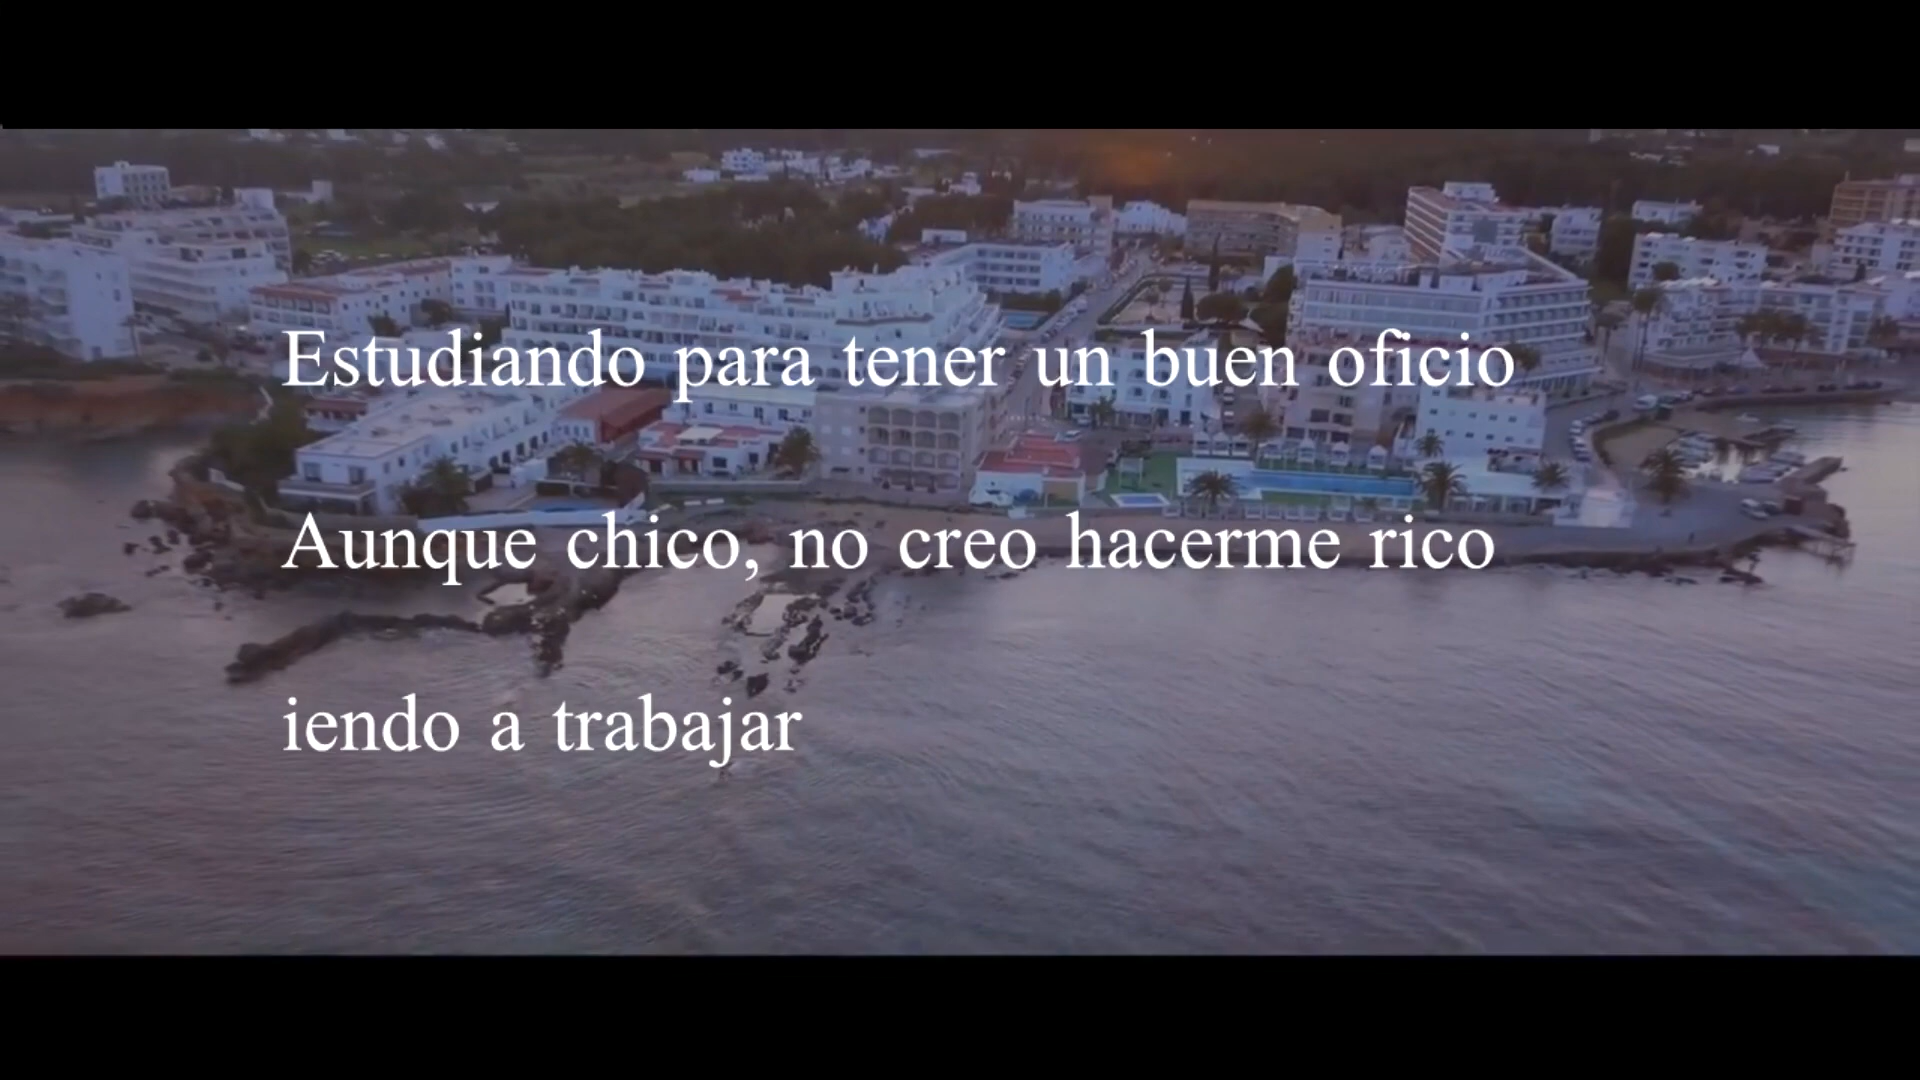 Estudiando para tener un buen oficio
Aunque chico, no creo hacerme rico
iendo a trabajar